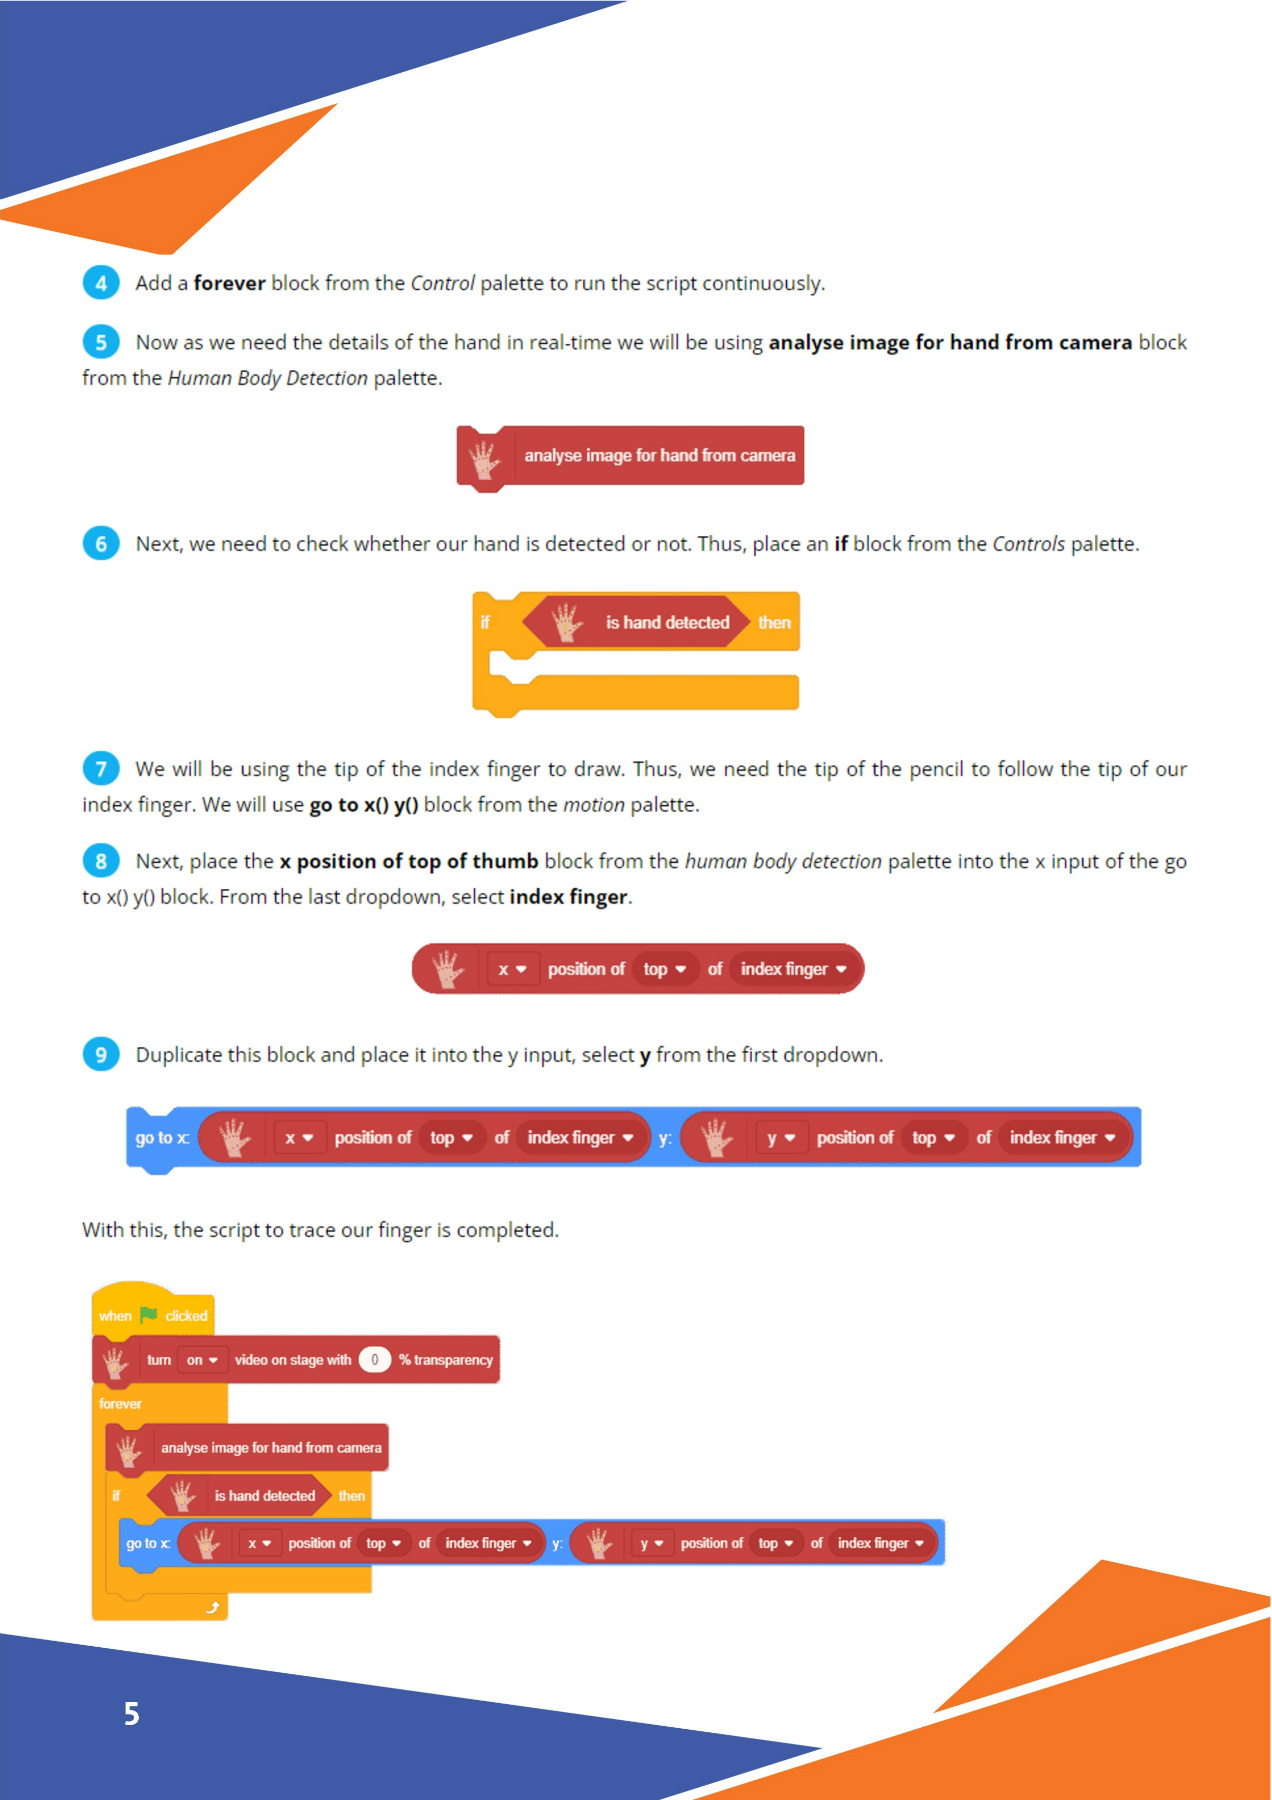 4 Add a forever block from the Control palette to run the script continuously.
5 Now as we need the details of the hand in real-time we will be using analyse image for hand from camera block
from the Human Body Detection palette.
analyse image for hand from camera
6 Next, we need to check whether our hand is detected or not. Thus, place an if block from the Controls palette.
if is hand detected then
7 We will be using the tip of the index finger to draw. Thus, we need the tip of the pencil to follow the tip of our
index finger. We will use go to x() y() block from the motion palette.
8 Next, place the x position of top of thumb block from the human body detection palette into the x input of the go
to x() y() block. From the last dropdown, select index finger.
x position of top of index finger
9 Duplicate this block and place it into the y input, select y from the first dropdown.
go to x: x position of top of index finger y: y position of top of index finger
With this, the script to trace our finger is completed.
when clicked
turn on video on stage with 0 % transparency
forever
analyse image for hand from camera
if is hand detected then
go to x: x position of top of index finger y: y position of top of index finger
5